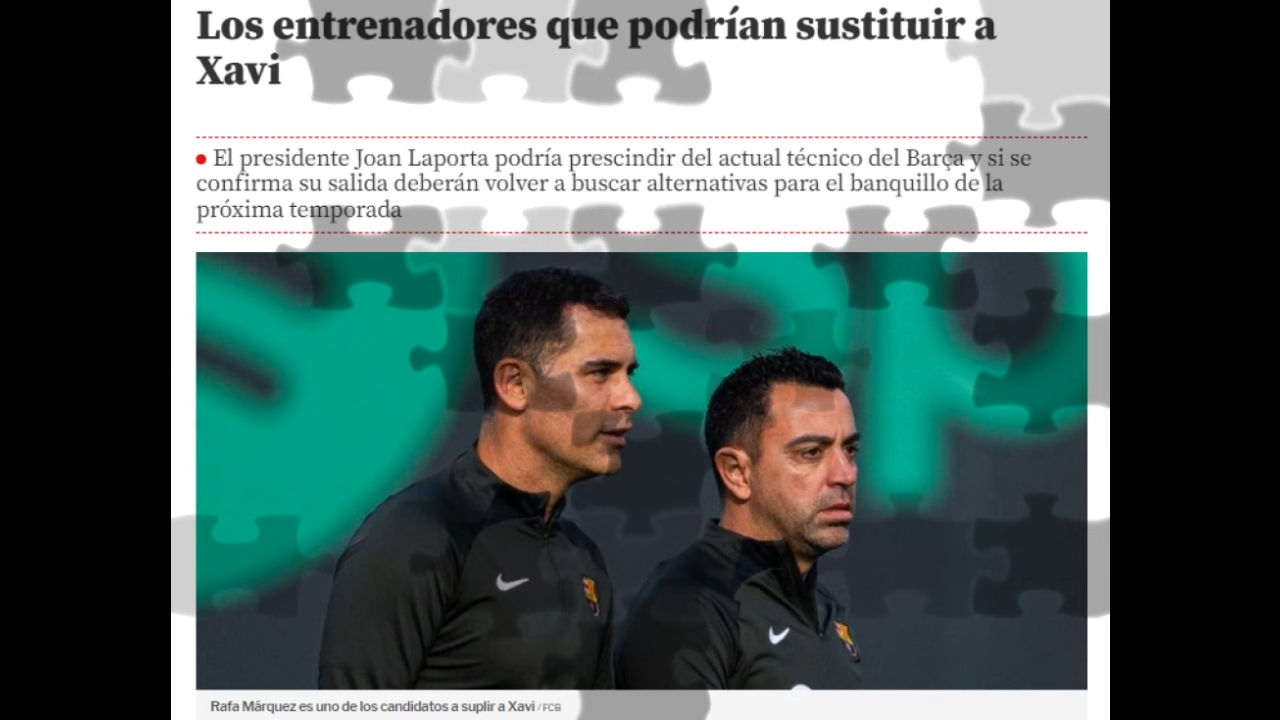 Los entrenadores que podrían sustituir a
Xavi
El presidente Joan Laporta podría prescindir del actual técnico del Barça y si se
confirma su salida deberán volver a buscar alternativas para el banquillo de la
próxima temporada
Rafa Márquez es uno de los candidatos a suplir a Xavi / FCB